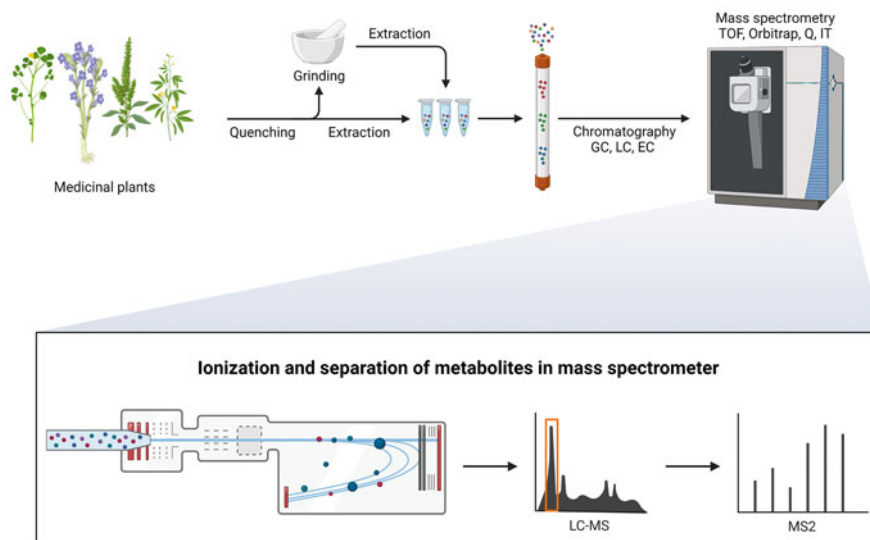 Mass spectrometry
TOF, Orbitrap, Q, IT
Extraction
Grinding
Quenching
Extraction
Chromatography
GC, LC, EC
Medicinal plants
Ionization and separation of metabolites in mass spectrometer
LC-MS
MS2